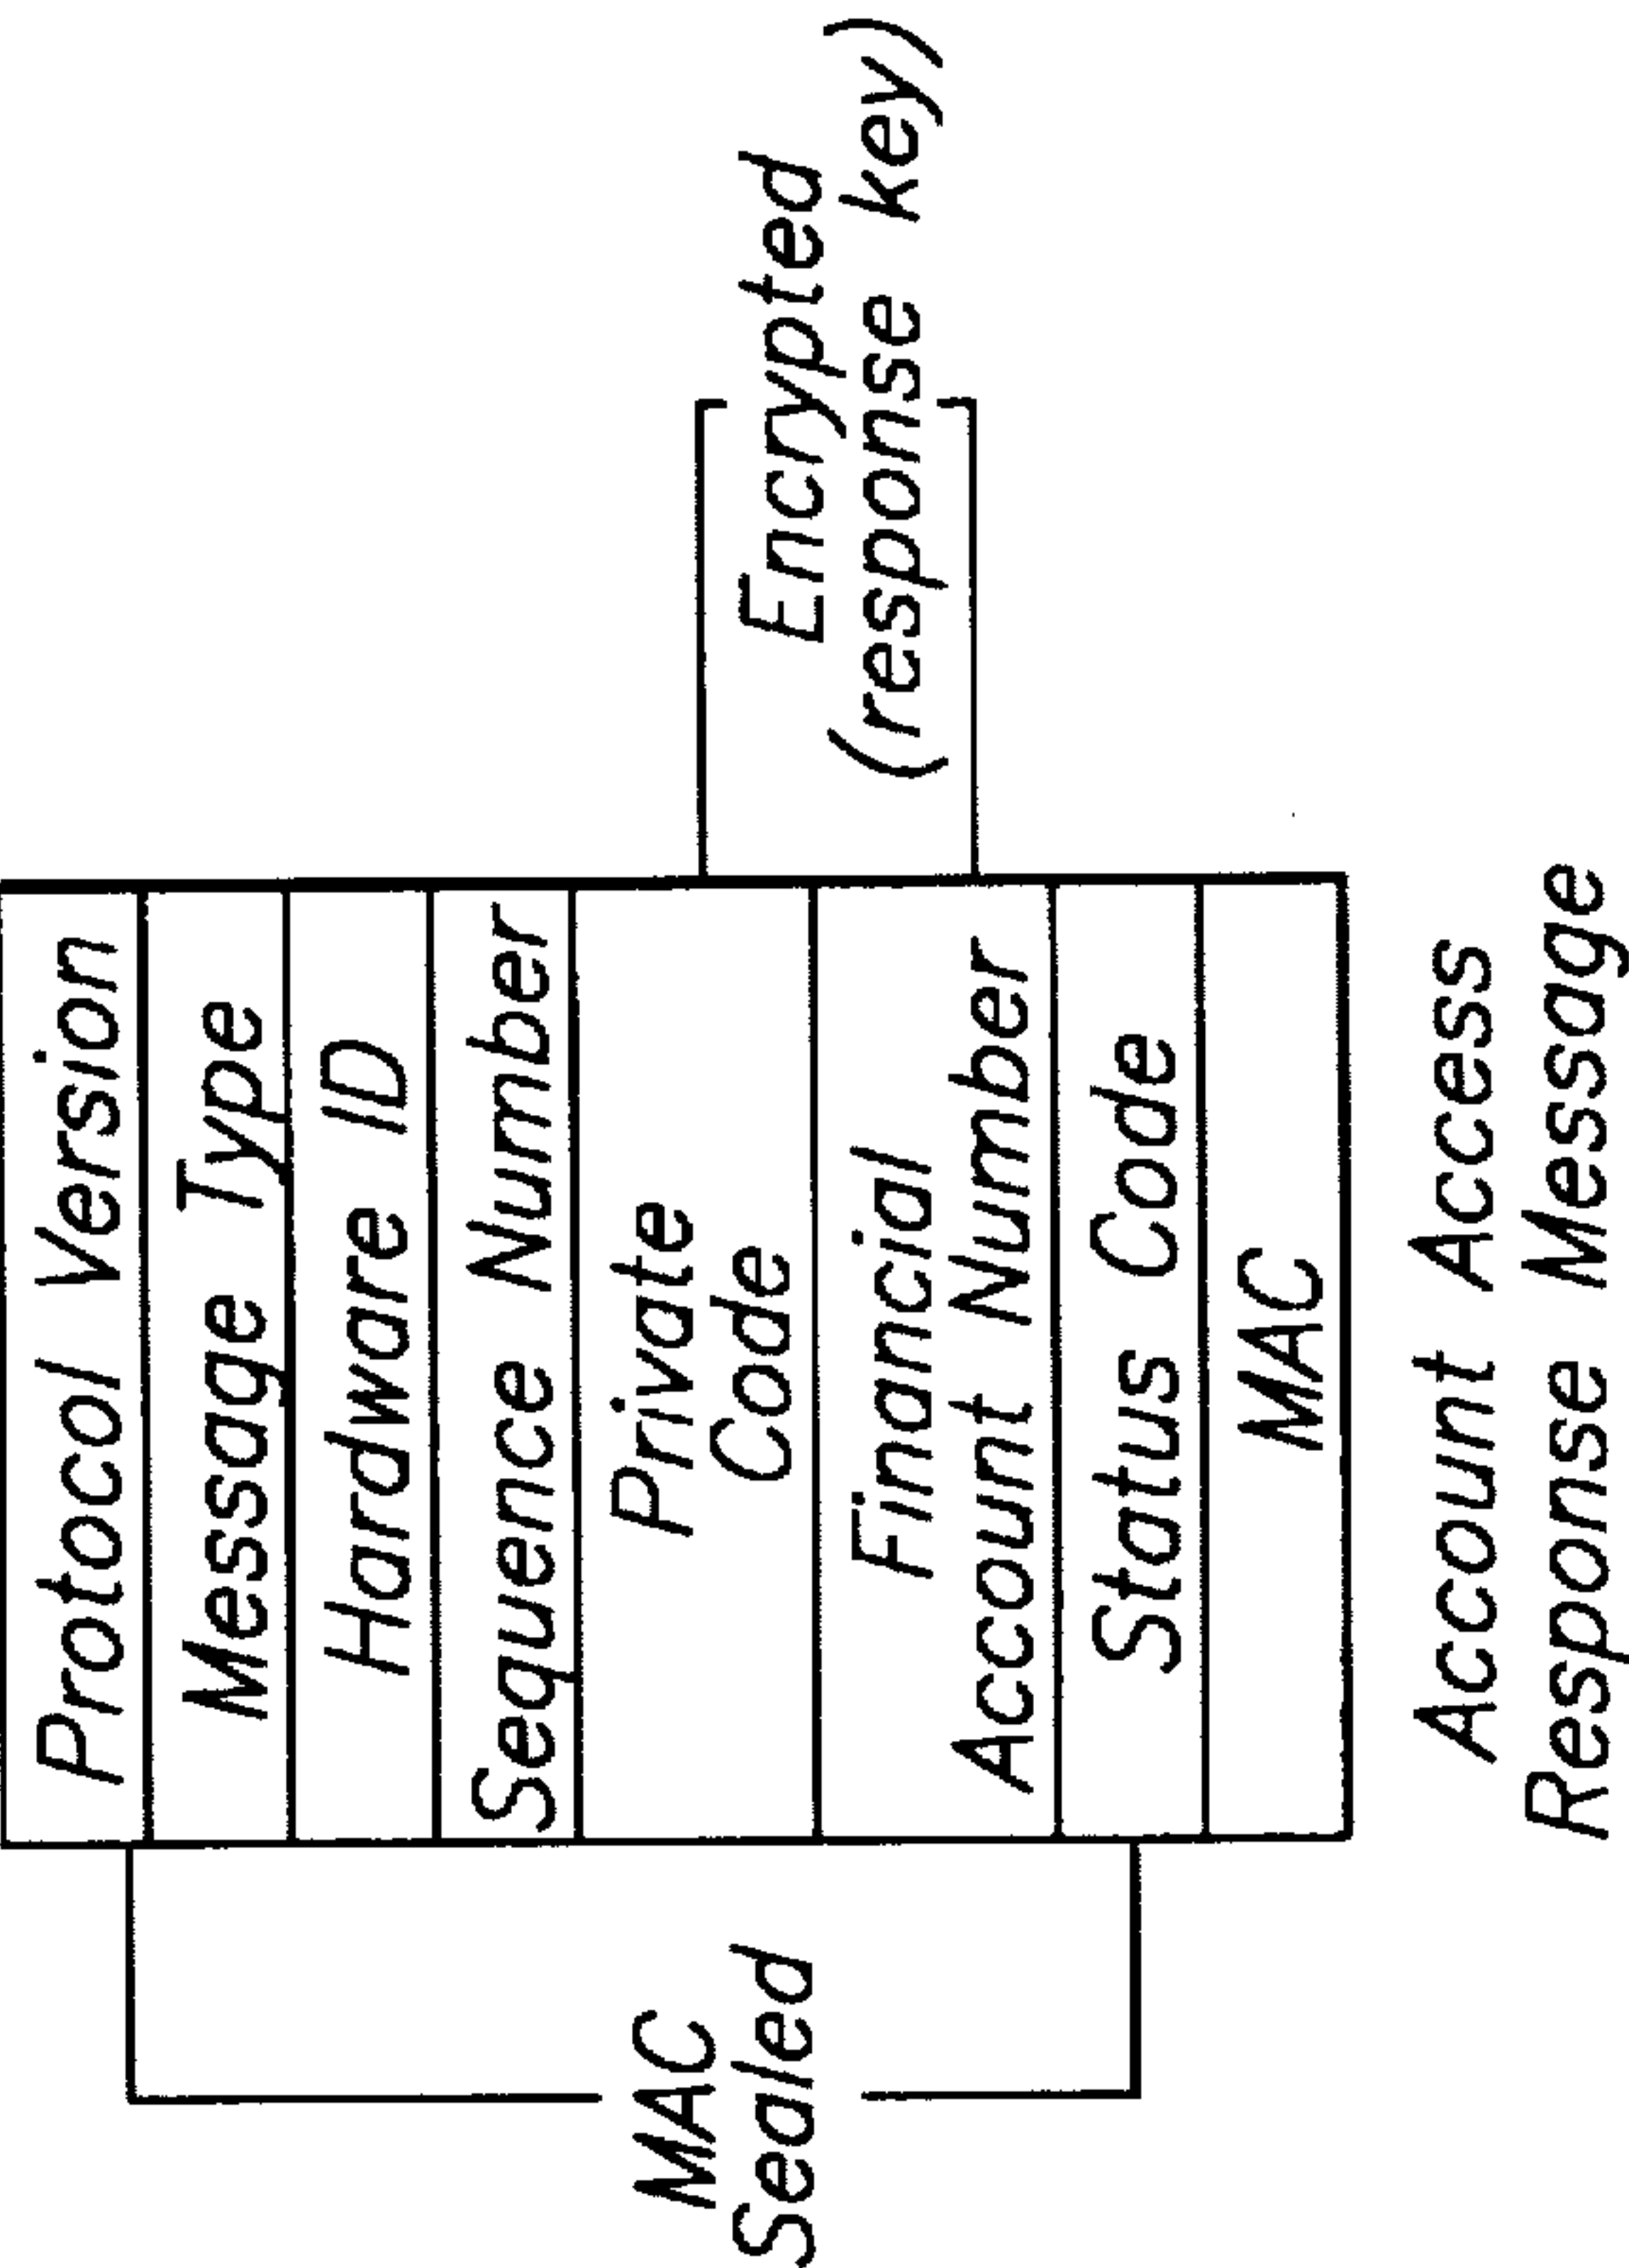 Protocol Version
Message Type
Hardware ID
Sequence Number
Private
Code
Financial
Account Number
Status Code
MAC
MAC
Sealed
Encrypted
(response key)
Account Access
Response Message